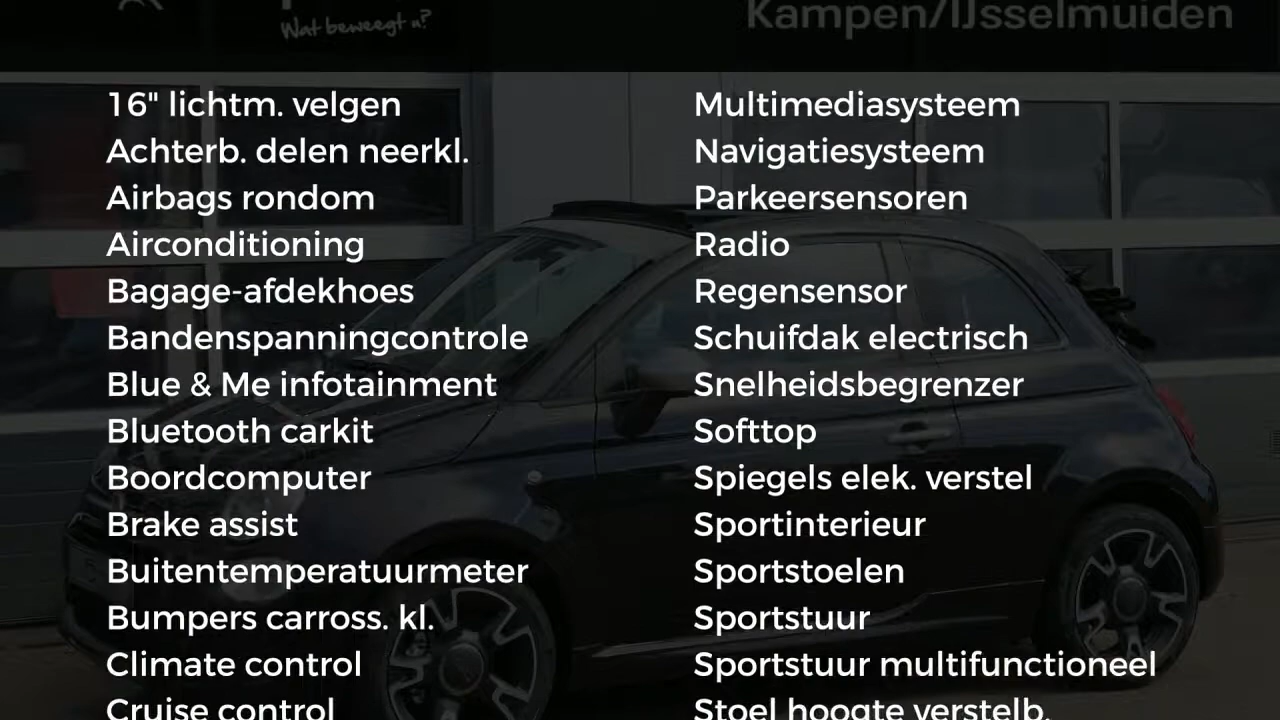 Wat beweegt u?
Kampen/IJsselmuiden
16" lichtm. velgen
Achterb. delen neerkl.
Airbags rondom
Airconditioning
Bagage-afdekhoes
Bandenspanningcontrole
Blue & Me infotainment
Bluetooth carkit
Boordcomputer
Brake assist
Buitentemperatuurmeter
Bumpers carross. kl.
Climate control
Cruise control
Multimediasysteem
Navigatiesysteem
Parkeersensoren
Radio
Regensensor
Schuifdak electrisch
Snelheidsbegrenzer
Softtop
Spiegels elek. verstel
Sportinterieur
Sportstoelen
Sportstuur
Sportstuur multifunctioneel
Stoel hoogte verstelb.